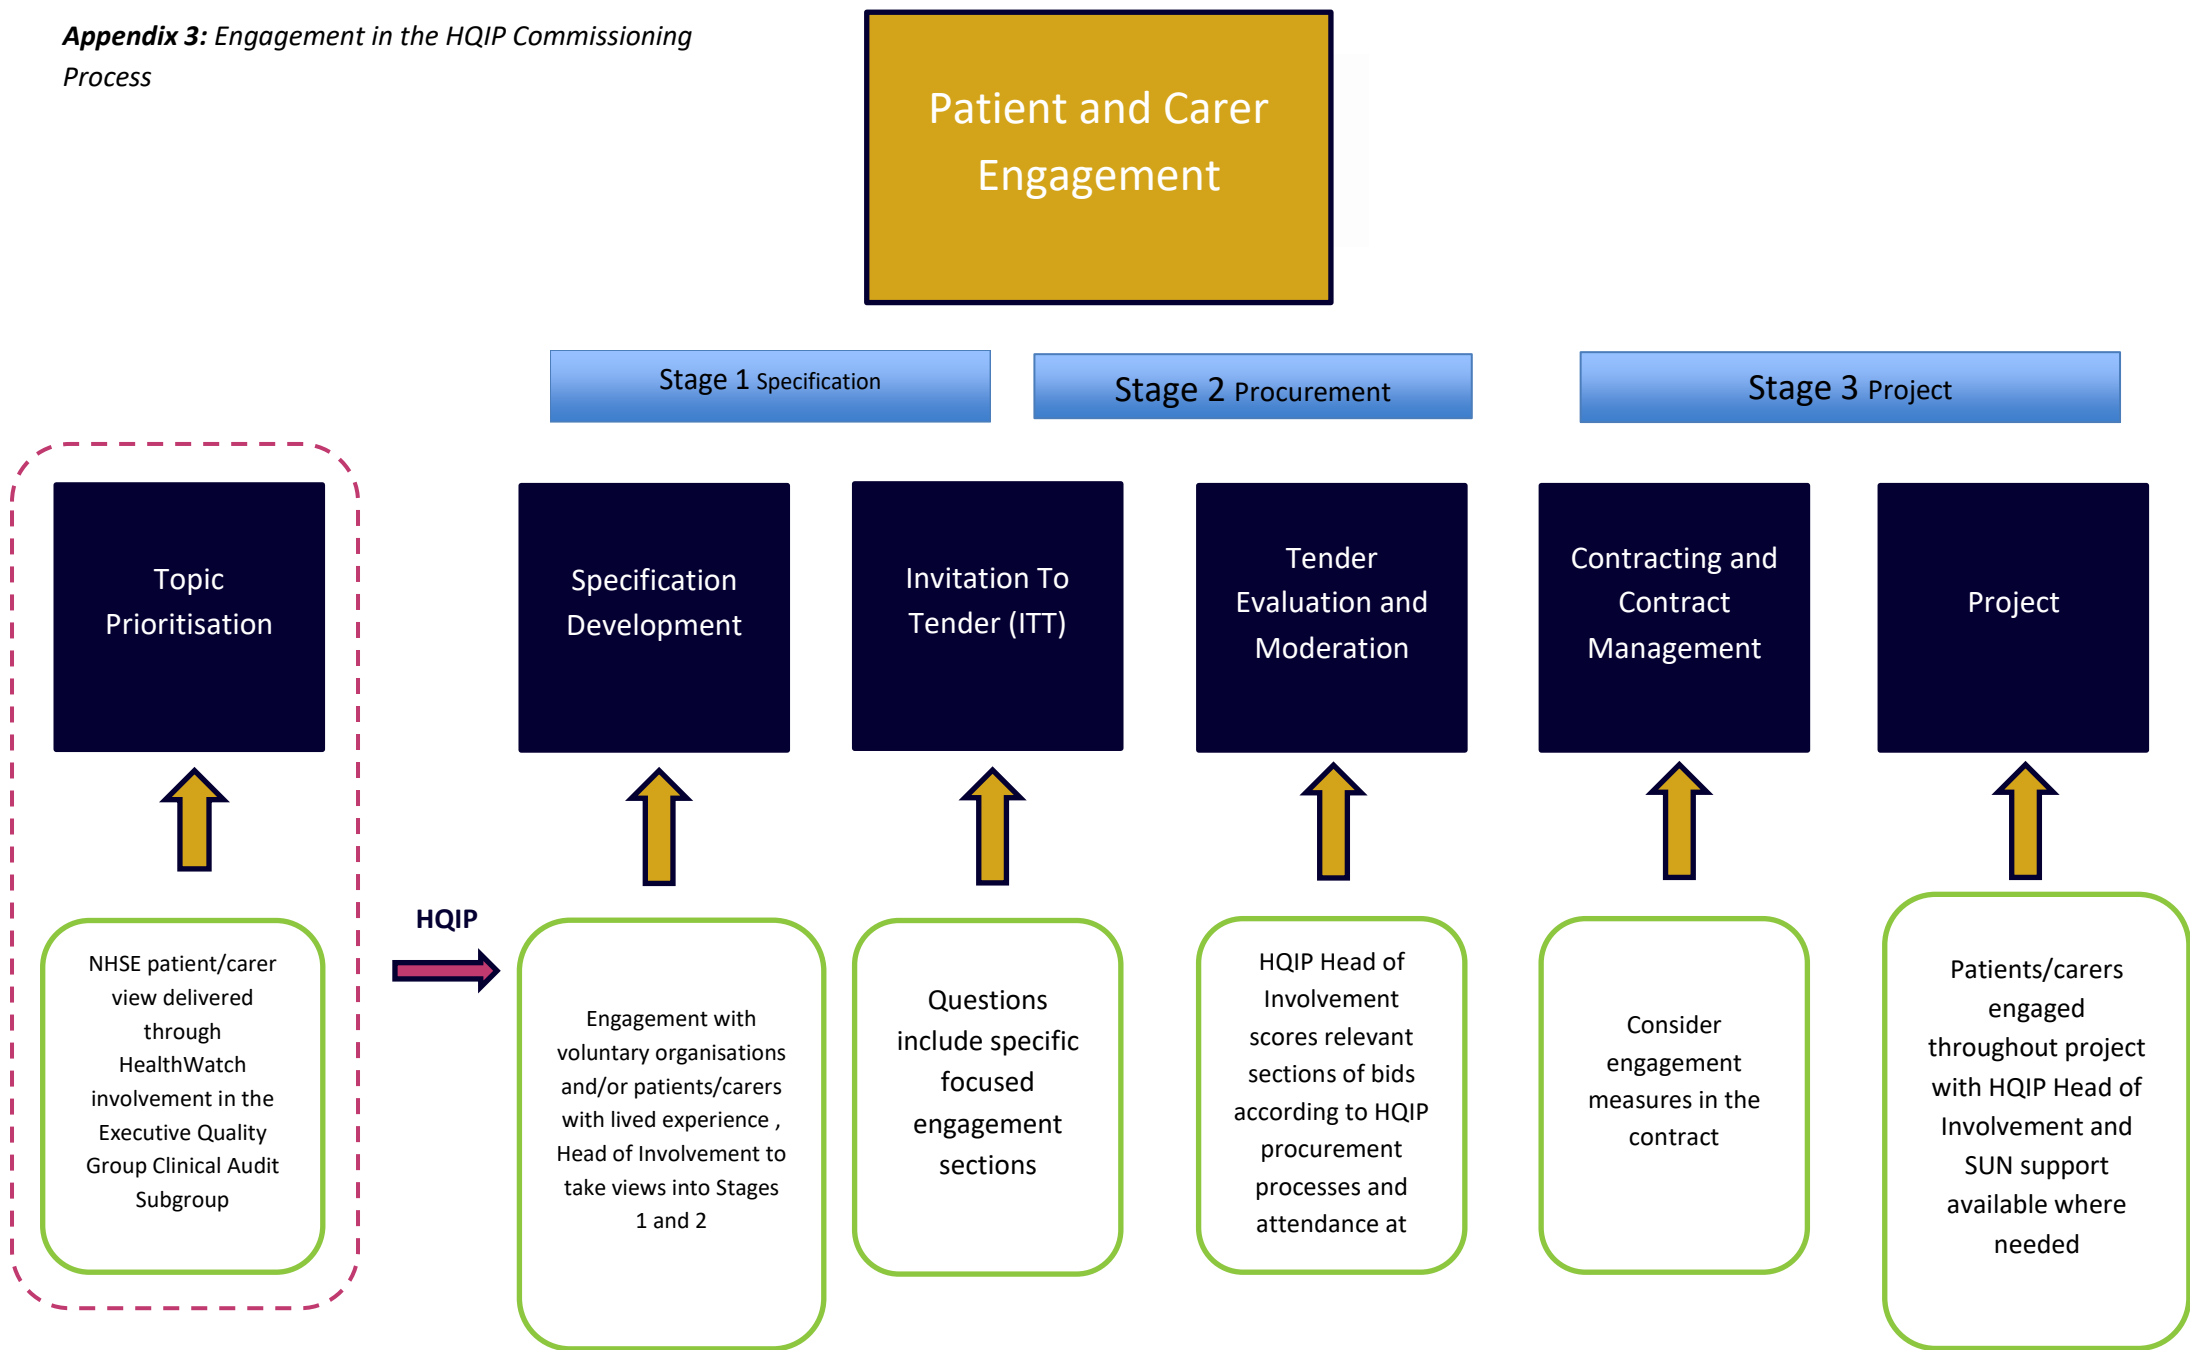 Appendix 3: Engagement in the HQIP Commissioning
Process
Patient and Carer
Engagement
Stage 1 Specification
Stage 2 Procurement
Stage 3 Project
Topic
Prioritisation
Specification
Development
Invitation To
Tender (ITT)
Tender
Evaluation and
Moderation
Contracting and
Contract
Management
Project
NHSE patient/carer
view delivered
through
HealthWatch
involvement in the
Executive Quality
Group Clinical Audit
Subgroup
HQIP
Engagement with
voluntary organisations
and/or patients/carers
with lived experience ,
Head of Involvement to
take views into Stages
1 and 2
Questions
include specific
focused
engagement
sections
HQIP Head of
Involvement
scores relevant
sections of bids
according to HQIP
procurement
processes and
attendance at
Consider
engagement
measures in the
contract
Patients/carers
engaged
throughout project
with HQIP Head of
Involvement and
SUN support
available where
needed